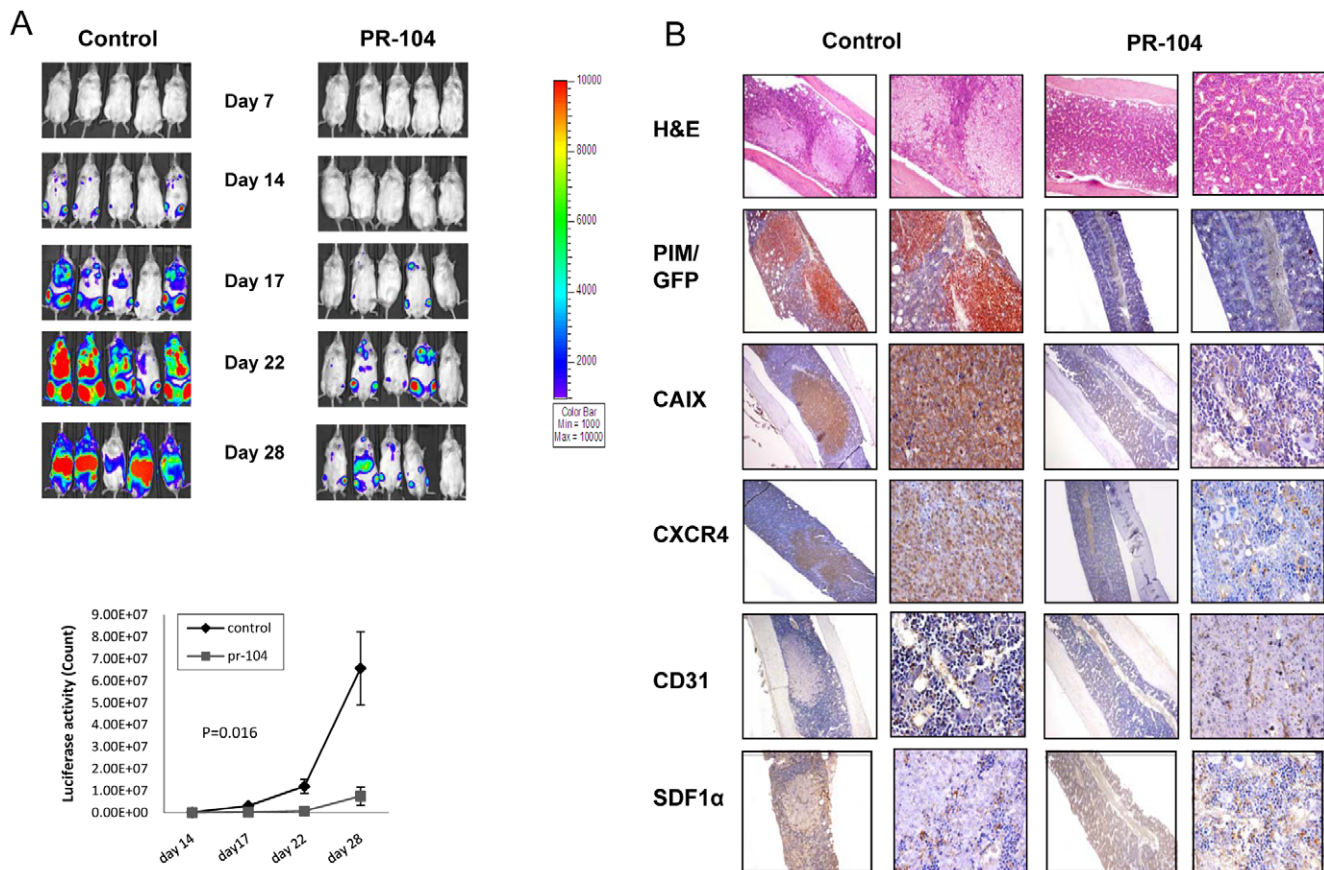 A
Control
PR-104
Day 7
Day 14
Day 17
Day 22
Day 28
10000
8000
6000
4000
2000
Color Bar
Min = 1000
Max = 10000
Luciferase activity (Count)
9.00E+07
8.00E+07
7.00E+07
6.00E+07
5.00E+07
4.00E+07
3.00E+07
2.00E+07
1.00E+07
0.00E+00
control
pr-104
P=0.016
day 14
day17
day 22
day 28
B
Control
PR-104
H&E
PIM/
GFP
CAIX
CXCR4
CD31
SDF1α